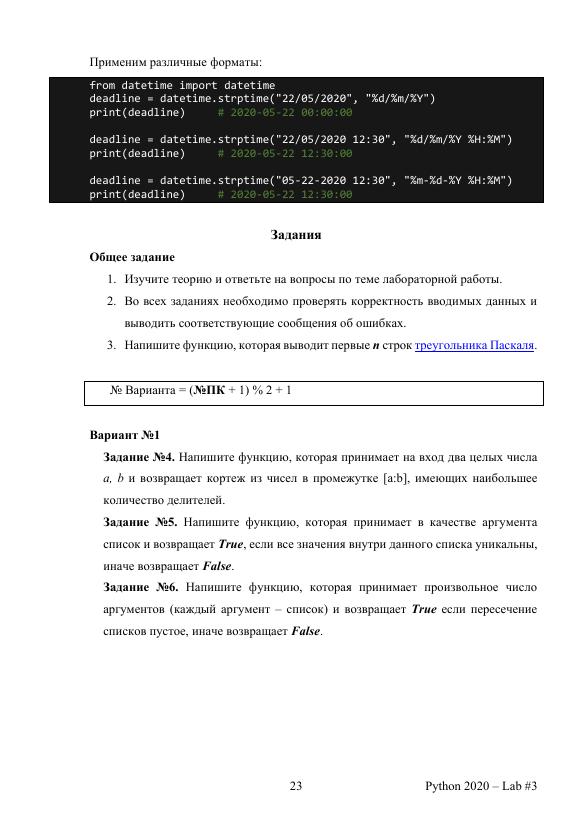 Применим различные форматы:
from datetime import datetime
deadline = datetime.strptime("22/05/2020", "%d/%m/%Y")
print(deadline)     # 2020-05-22 00:00:00
deadline = datetime.strptime("22/05/2020 12:30", "%d/%m/%Y %H:%M")
print(deadline)     # 2020-05-22 12:30:00
deadline = datetime.strptime("05-22-2020 12:30", "%m-%d-%Y %H:%M")
print(deadline)     # 2020-05-22 12:30:00
Задания
Общее задание
1. Изучите теорию и ответьте на вопросы по теме лабораторной работы.
2. Во всех заданиях необходимо проверять корректность вводимых данных и
выводить соответствующие сообщения об ошибках.
3. Напишите функцию, которая выводит первые n строк треугольника Паскаля.
№ Варианта = (№ПК + 1) % 2 + 1
Вариант №1
Задание №4. Напишите функцию, которая принимает на вход два целых числа
a, b и возвращает кортеж из чисел в промежутке [a:b], имеющих наибольшее
количество делителей.
Задание №5. Напишите функцию, которая принимает в качестве аргумента
список и возвращает True, если все значения внутри данного списка уникальны,
иначе возвращает False.
Задание №6. Напишите функцию, которая принимает произвольное число
аргументов (каждый аргумент – список) и возвращает True если пересечение
списков пустое, иначе возвращает False.
23
Python 2020 – Lab #3